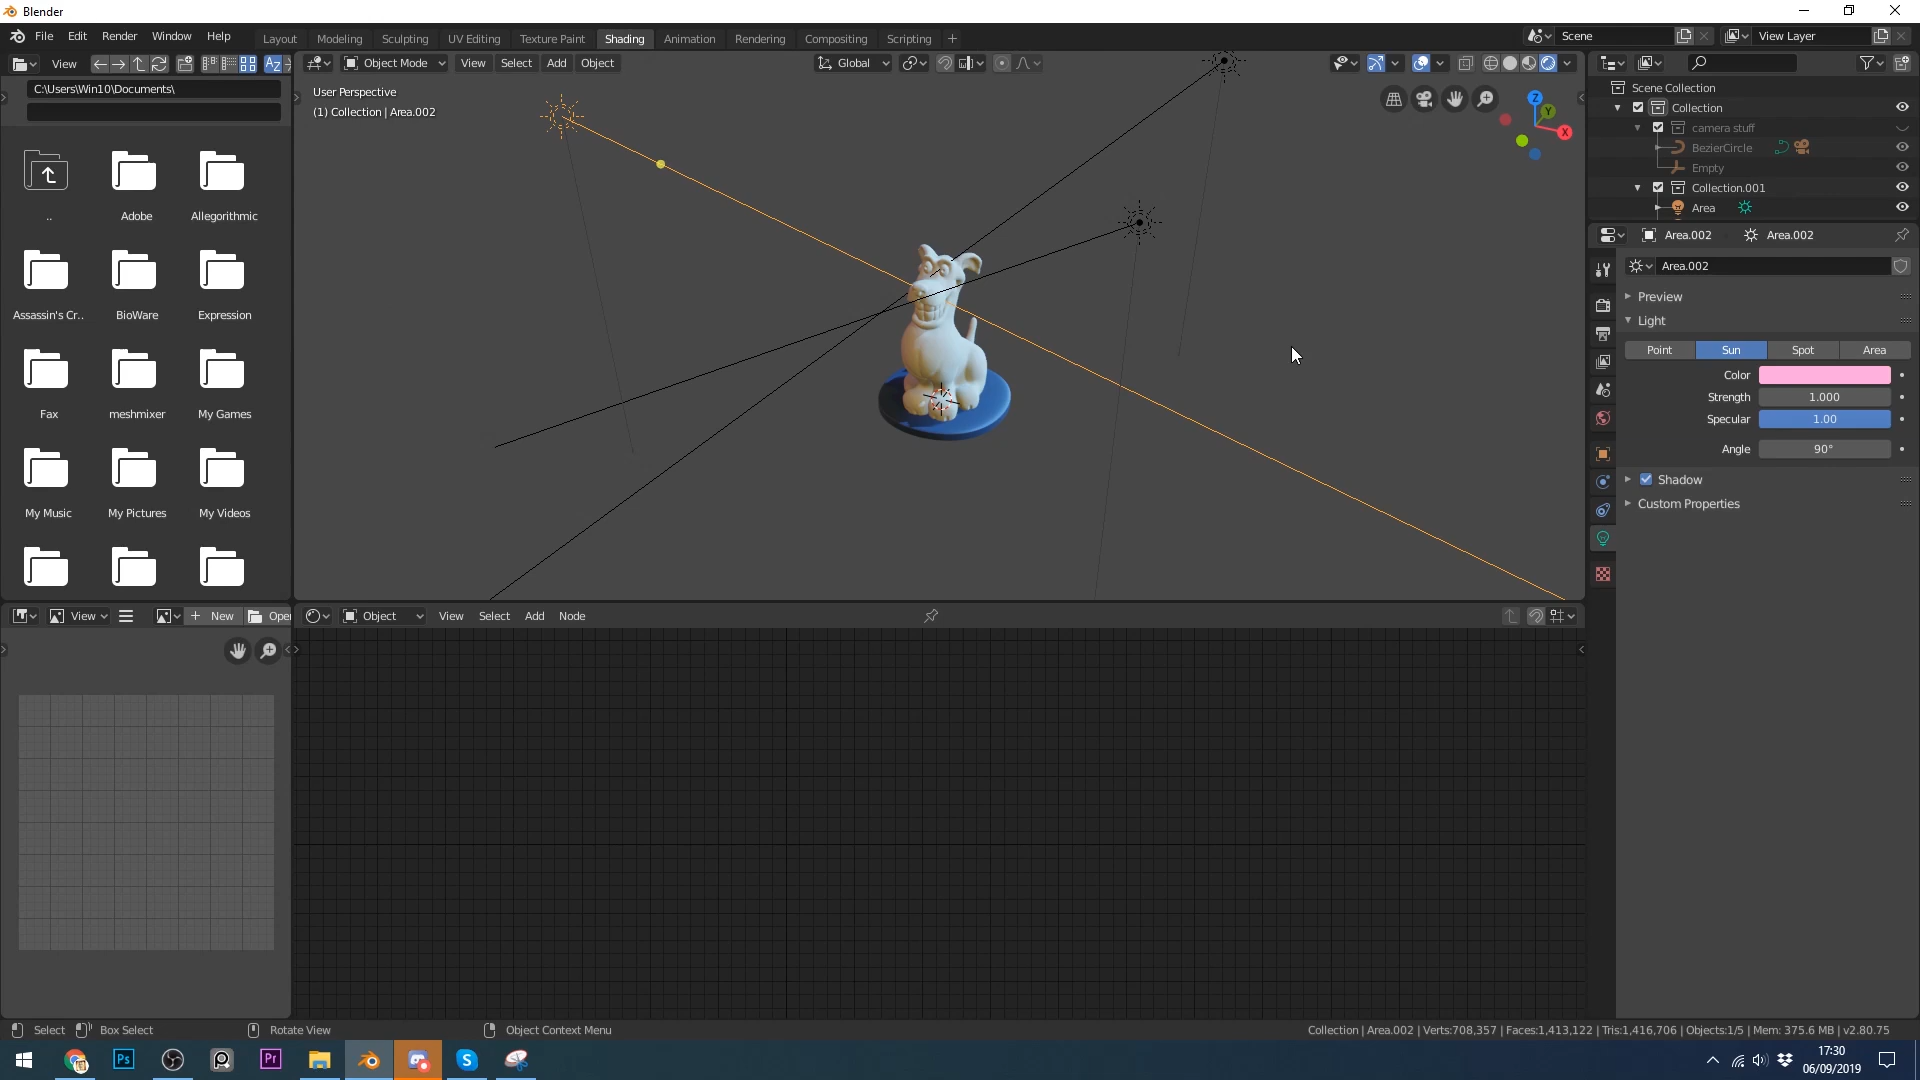 Blender
File Edit Render Window Help
Layout Modeling Sculpting UV Editing Texture Paint Shading Animation Rendering Compositing Scripting +
Scene
View Layer
View
Object Mode View Select Add Object
Global
C:\Users\Win10\Documents\
User Perspective
(1) Collection | Area.002
Z
Y
X
..
Adobe
Allegorithmic
Assassin's Cr..
BioWare
Expression
Fax
meshmixer
My Games
My Music
My Pictures
My Videos
Scene Collection
Collection
camera stuff
BezierCircle
Empty
Collection.001
Area
Area.002
Area.002
Area.002
Preview
Light
Point Sun Spot Area
Color
Strength 1.000
Specular 1.00
Angle 90°
Shadow
Custom Properties
View
+ New
Open
Object View Select Add Node
Select Box Select Rotate View Object Context Menu
Collection | Area.002 | Verts:708,357 | Faces:1,413,122 | Tris:1,416,706 | Objects:1/5 | Mem: 375.6 MB | v2.80.75
Ps
Pr
17:30
06/09/2019